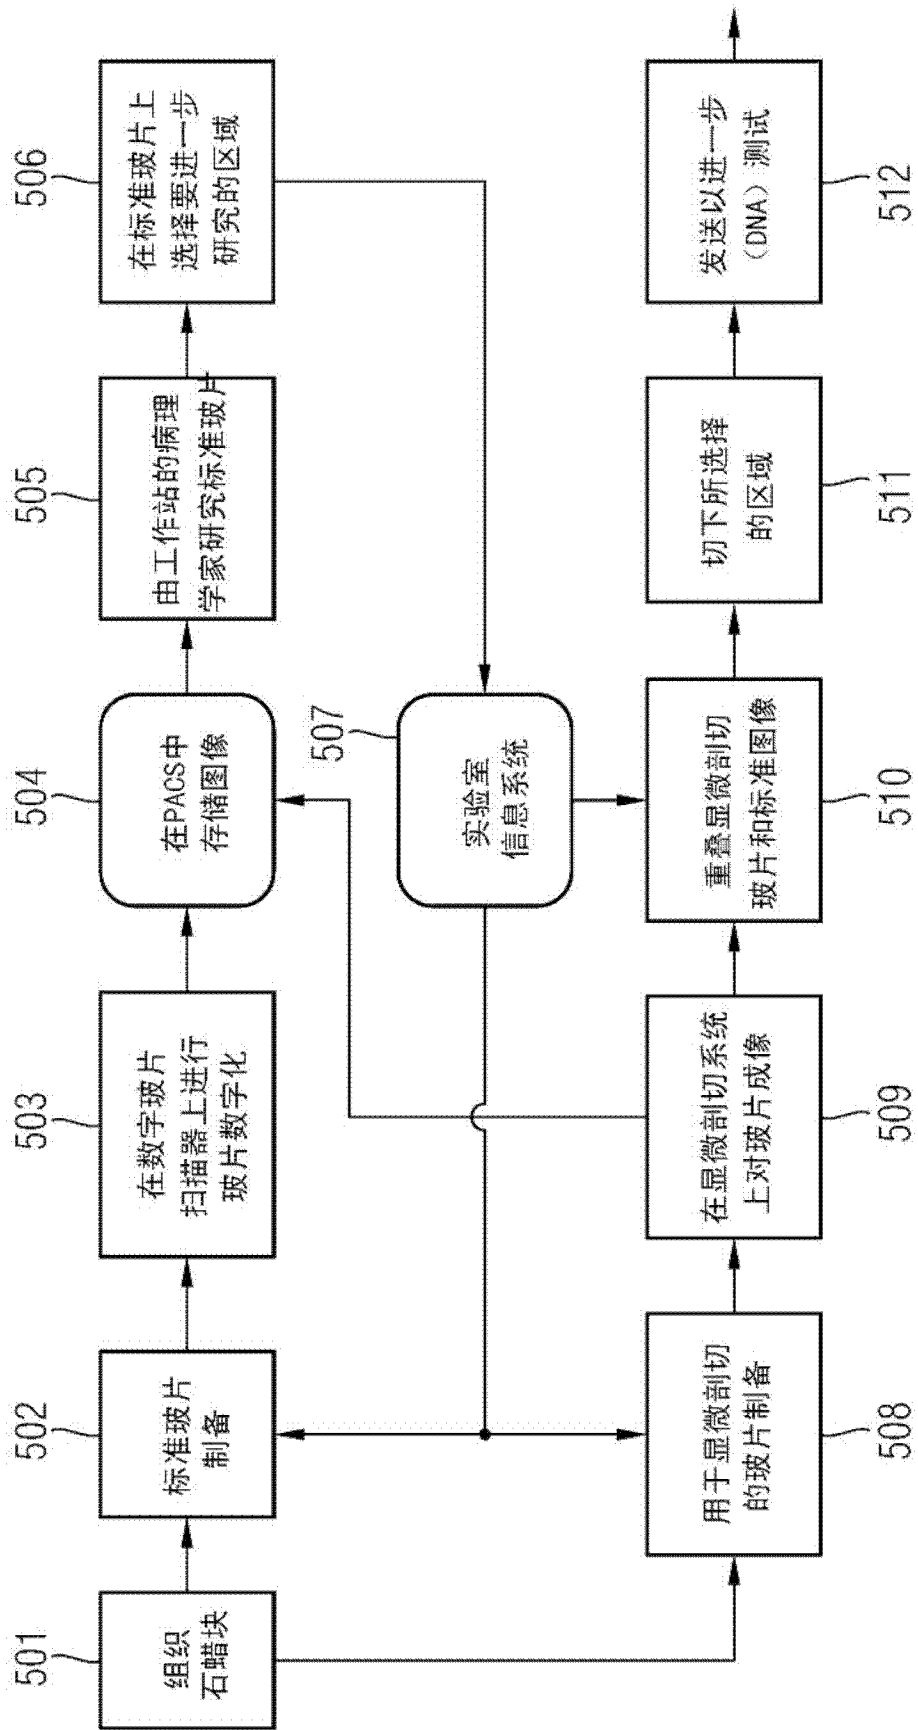 501
组织
石蜡块
502
标准玻片
制备
503
在数字玻片
扫描器上进行
玻片数字化
504
在PACS中
存储图像
505
由工作站的病理
学家研究标准玻片
506
在标准玻片上
选择要进一步
研究的区域
507
实验室
信息系统
用于显微剖切
的玻片制备
508
在显微剖切系统
上对玻片成像
509
重叠显微剖切
玻片和标准图像
510
切下所选择
的区域
511
发送以进一步
（DNA）测试
512